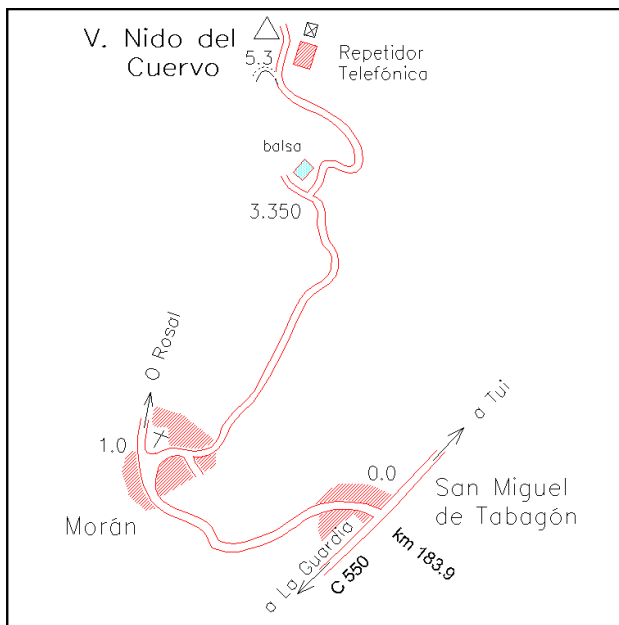 V. Nido del
Cuervo
5.3
Repetidor
Telefónica
balsa
3.350
O Rosal
1.0
a Tui
0.0
San Miguel
de Tabagón
Morán
a La Guardia
C 550
km 183.9